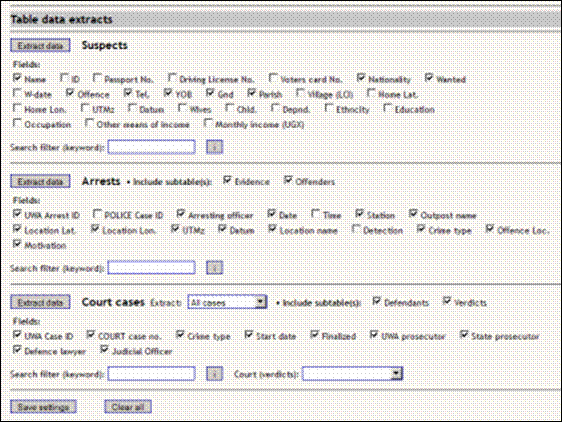 Table data extracts
Extract data Suspects
Fields:
Name ID Passport No. Driving License No. Voters card No. Nationality Wanted
W-date Offence Tel. YOB Gnd Parish Village (LCI) Home Lat.
Home Lon. UTMz Datum Wives Chld. Depnd. Ethncity Education
Occupation Other means of income Monthly income (UGX)
Search filter (keyword): i
Extract data Arrests • Include subtable(s): Evidence Offenders
Fields:
UWA Arrest ID POLICE Case ID Arresting officer Date Time Station Outpost name
Location Lat. Location Lon. UTMz Datum Location name Detection Crime type Offence Loc.
Motivation
Search filter (keyword): i
Extract data Court cases Extract: All cases • Include subtable(s): Defendants Verdicts
Fields:
UWA Case ID COURT case no. Crime type Start date Finalized UWA prosecutor State prosecutor
Defence lawyer Judicial Officer
Search filter (keyword): i Court (verdicts):
Save settings Clear all